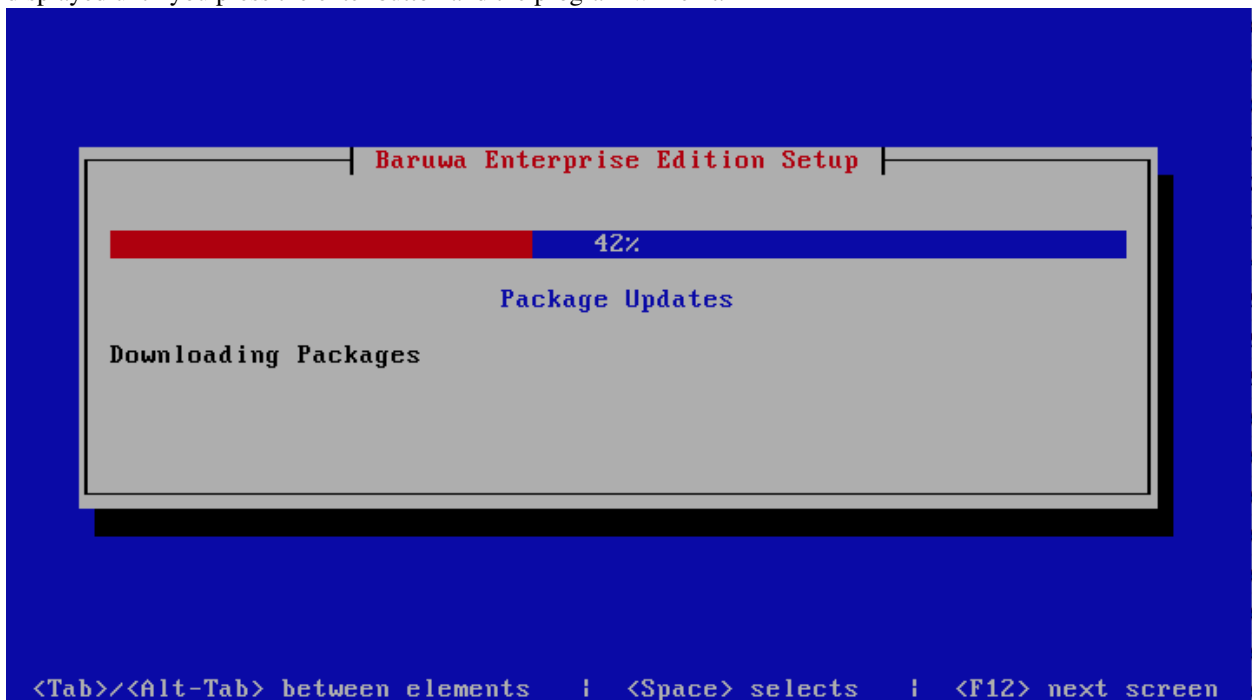 Baruwa Enterprise Edition Setup
42%
Package Updates
Downloading Packages
<Tab>/<Alt-Tab> between elements | <Space> selects | <F12> next screen